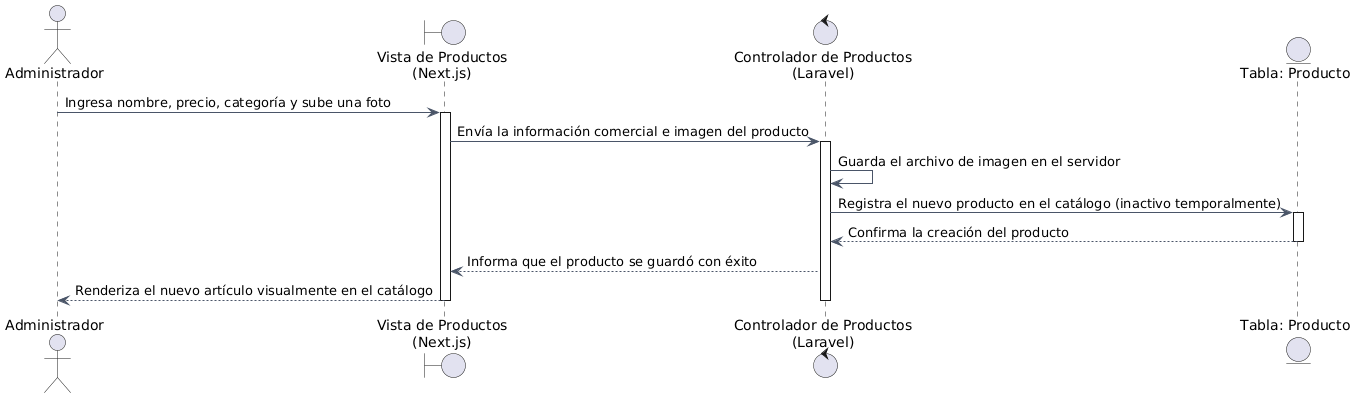 Administrador
Vista de Productos
(Next.js)
Controlador de Productos
(Laravel)
Tabla: Producto
Ingresa nombre, precio, categoría y sube una foto
Envía la información comercial e imagen del producto
Guarda el archivo de imagen en el servidor
Registra el nuevo producto en el catálogo (inactivo temporalmente)
Confirma la creación del producto
Informa que el producto se guardó con éxito
Renderiza el nuevo artículo visualmente en el catálogo
Administrador
Vista de Productos
(Next.js)
Controlador de Productos
(Laravel)
Tabla: Producto